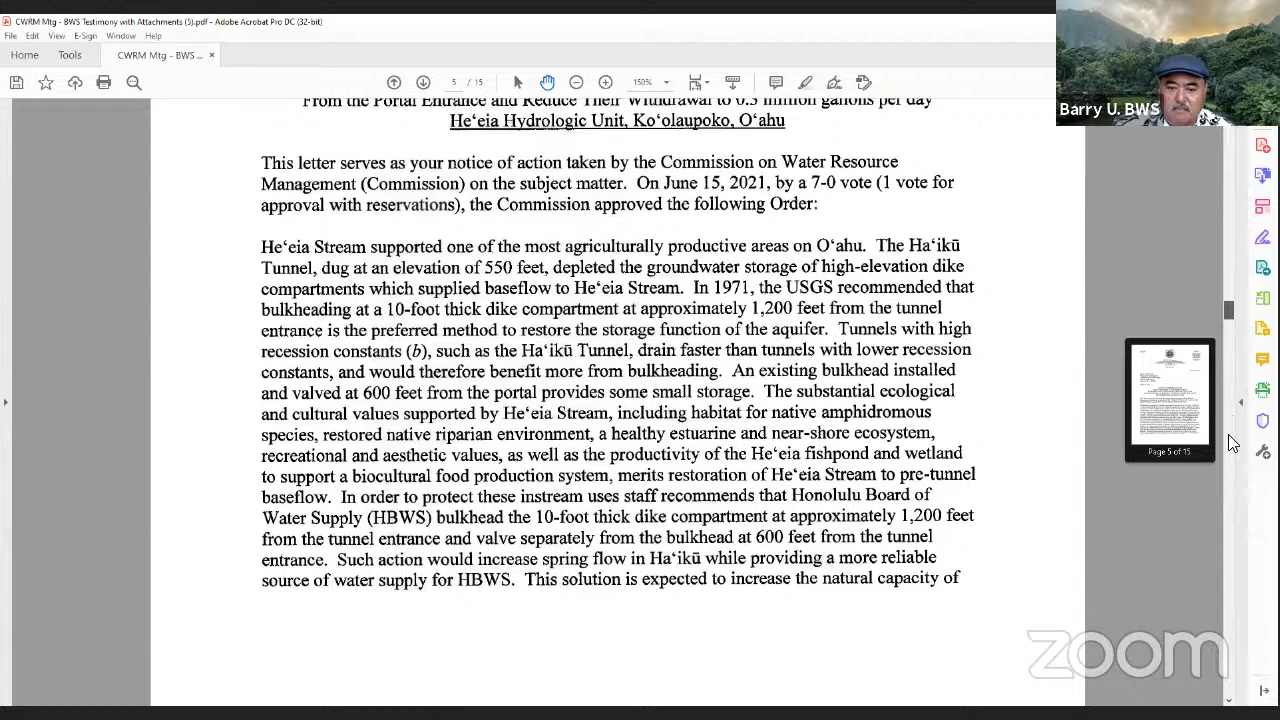 CWRM Mtg - BWS Testimony with Attachments (5).pdf - Adobe Acrobat Pro DC (32-bit)
File Edit View E-Sign Window Help
Home Tools CWRM Mtg - BWS ... ×
5 / 15 150%
Barry U. BWS
From the Portal Entrance and Reduce Their Withdrawal to 0.3 million gallons per day
Heʻeia Hydrologic Unit, Koʻolaupoko, Oʻahu
This letter serves as your notice of action taken by the Commission on Water Resource
Management (Commission) on the subject matter. On June 15, 2021, by a 7-0 vote (1 vote for
approval with reservations), the Commission approved the following Order:
Heʻeia Stream supported one of the most agriculturally productive areas on Oʻahu. The Haʻikū
Tunnel, dug at an elevation of 550 feet, depleted the groundwater storage of high-elevation dike
compartments which supplied baseflow to Heʻeia Stream. In 1971, the USGS recommended that
bulkheading at a 10-foot thick dike compartment at approximately 1,200 feet from the tunnel
entrance is the preferred method to restore the storage function of the aquifer. Tunnels with high
recession constants (b), such as the Haʻikū Tunnel, drain faster than tunnels with lower recession
constants, and would therefore benefit more from bulkheading. An existing bulkhead installed
and valved at 600 feet from the portal provides some small storage. The substantial ecological
and cultural values supported by Heʻeia Stream, including habitat for native amphidromous
species, restored native riparian environment, a healthy estuarine and near-shore ecosystem,
recreational and aesthetic values, as well as the productivity of the Heʻeia fishpond and wetland
to support a biocultural food production system, merits restoration of Heʻeia Stream to pre-tunnel
baseflow. In order to protect these instream uses staff recommends that Honolulu Board of
Water Supply (HBWS) bulkhead the 10-foot thick dike compartment at approximately 1,200 feet
from the tunnel entrance and valve separately from the bulkhead at 600 feet from the tunnel
entrance. Such action would increase spring flow in Haʻikū while providing a more reliable
source of water supply for HBWS. This solution is expected to increase the natural capacity of
Page 5 of 15
zoom